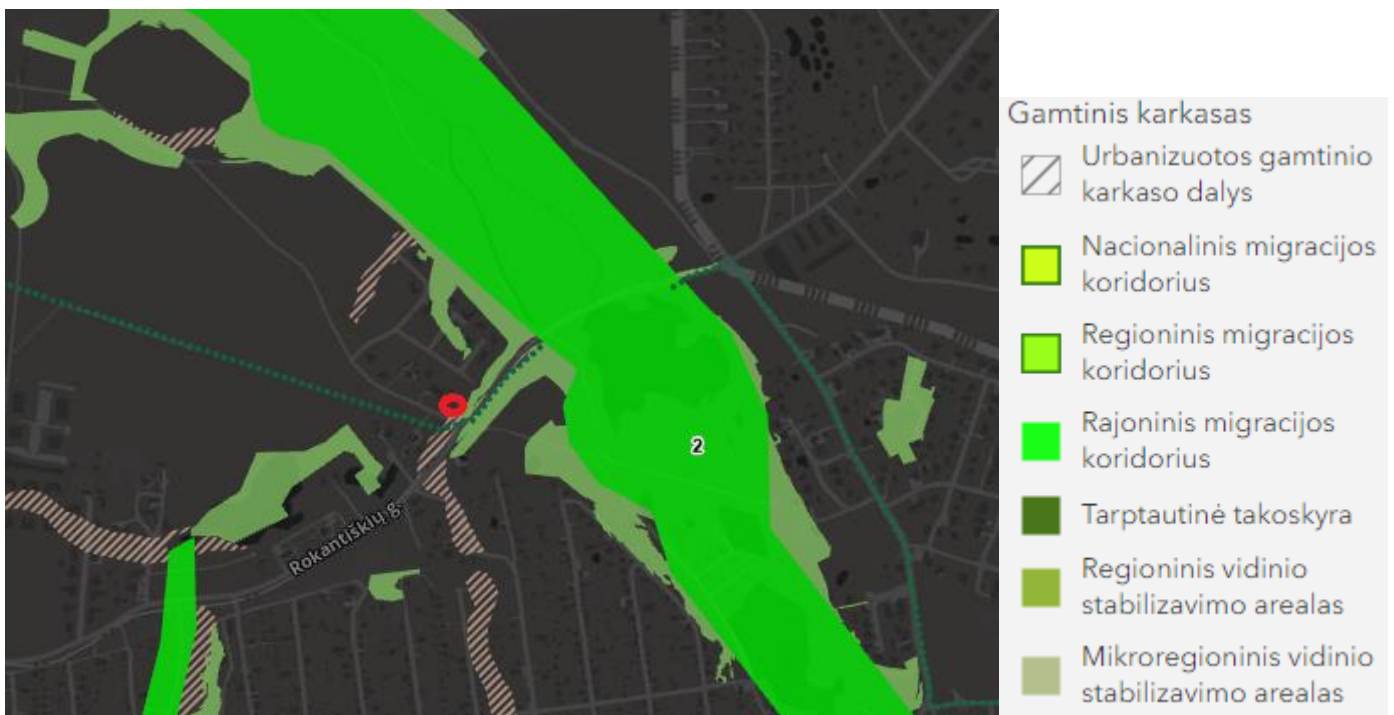 2
Rokantiškių g.
Gamtinis karkasas
Urbanizuotos gamtinio
karkaso dalys
Nacionalinis migracijos
koridorius
Regioninis migracijos
koridorius
Rajoninis migracijos
koridorius
Tarptautinė takoskyra
Regioninis vidinio
stabilizavimo arealas
Mikroregioninis vidinio
stabilizavimo arealas